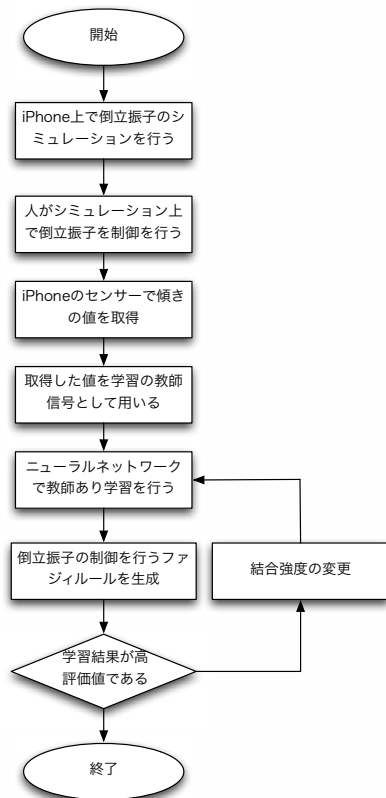 開始
iPhone上で倒立振子のシ
ミュレーションを行う
人がシミュレーション上
で倒立振子を制御を行う
iPhoneのセンサーで傾き
の値を取得
取得した値を学習の教師
信号として用いる
ニューラルネットワーク
で教師あり学習を行う
倒立振子の制御を行うファ
ジィルールを生成
結合強度の変更
学習結果が高
評価値である
終了